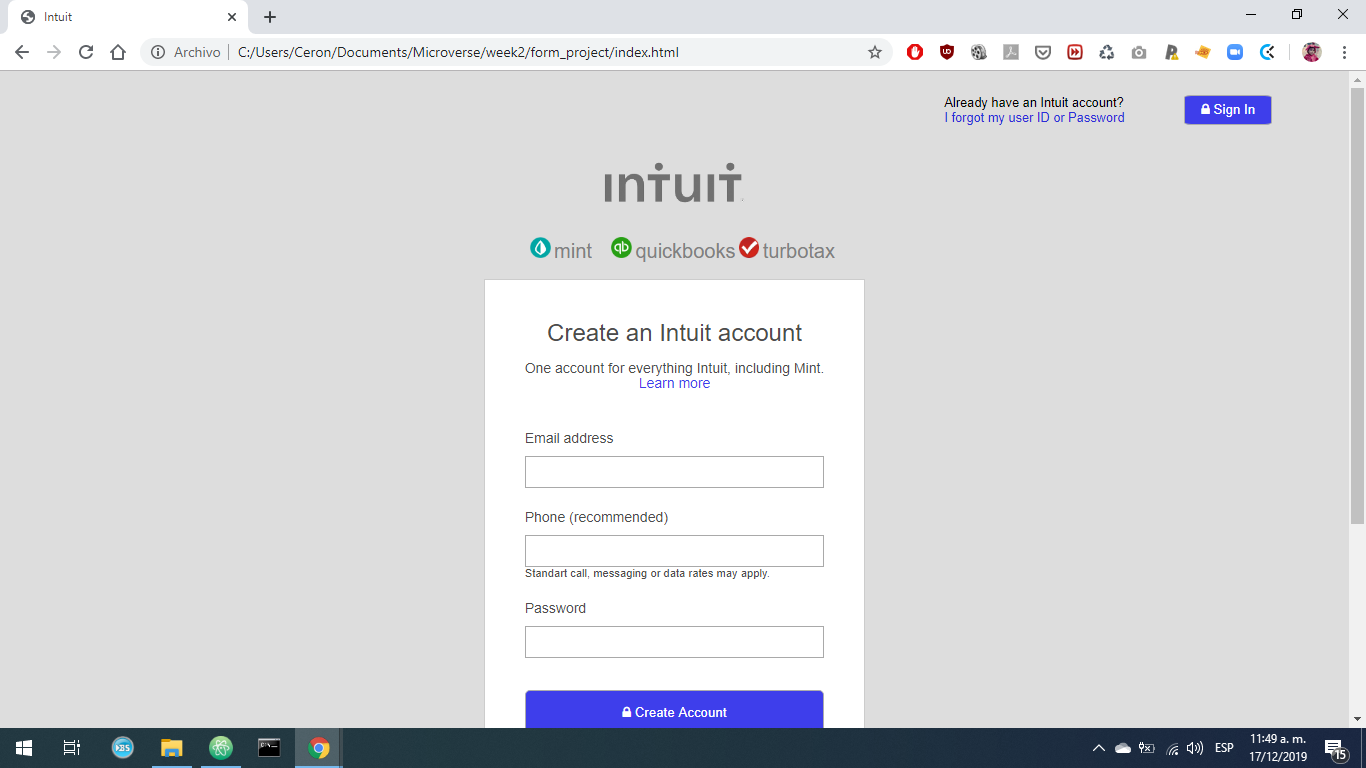 Intuit
Archivo
C:/Users/Ceron/Documents/Microverse/week2/form_project/index.html
Already have an Intuit account?
I forgot my user ID or Password
Sign In
intuit
mint quickbooks turbotax
Create an Intuit account
One account for everything Intuit, including Mint.
Learn more
Email address
Phone (recommended)
Standart call, messaging or data rates may apply.
Password
Create Account
ESP
11:49 a. m.
17/12/2019
15